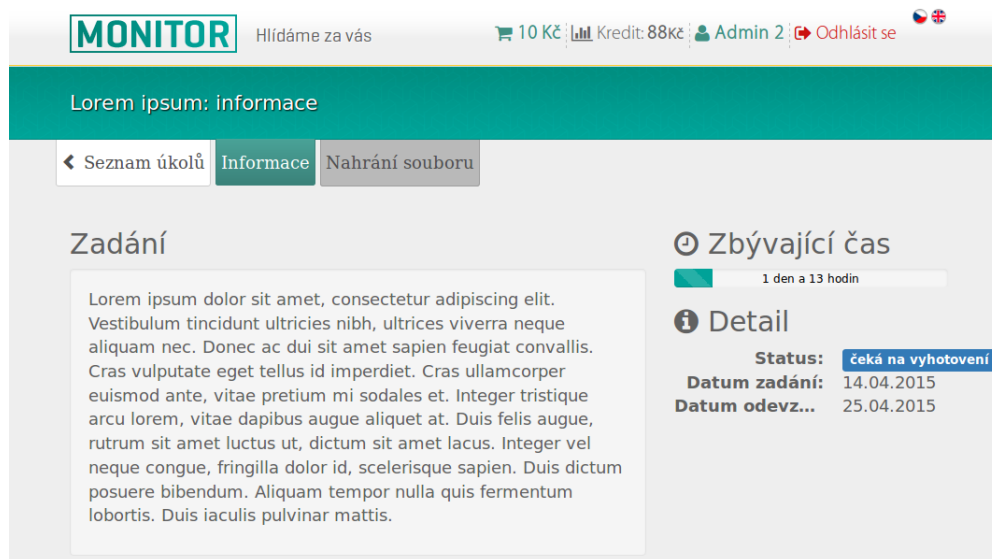 MONITOR Hlídáme za vás 10 Kč Kredit: 88Kč Admin 2 Odhlásit se
Lorem ipsum: informace
Seznam úkolů Informace Nahrání souboru
Zadání
Lorem ipsum dolor sit amet, consectetur adipiscing elit.
Vestibulum tincidunt ultricies nibh, ultrices viverra neque
aliquam nec. Donec ac dui sit amet sapien feugiat convallis.
Cras vulputate eget tellus id imperdiet. Cras ullamcorper
euismod ante, vitae pretium mi sodales et. Integer tristique
arcu lorem, vitae dapibus augue aliquet at. Duis felis augue,
rutrum sit amet luctus ut, dictum sit amet lacus. Integer vel
neque congue, fringilla dolor id, scelerisque sapien. Duis dictum
posuere bibendum. Aliquam tempor nulla quis fermentum
lobortis. Duis iaculis pulvinar mattis.
Zbývající čas
1 den a 13 hodin
Detail
Status: čeká na vyhotovení
Datum zadání: 14.04.2015
Datum odevz... 25.04.2015